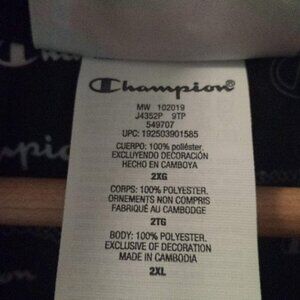 Champion®
MW 102019
J4352P 9TP
549707
UPC: 192503901585
CUERPO: 100% poliéster.
EXCLUYENDO DECORACIÓN
HECHO EN CAMBOYA
2XG
CORPS: 100% POLYESTER.
ORNEMENTS NON COMPRIS
FABRIQUÉ AU CAMBODGE
2TG
BODY: 100% POLYESTER.
EXCLUSIVE OF DECORATION
MADE IN CAMBODIA
2XL